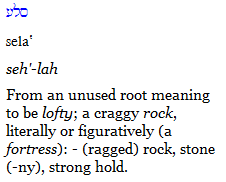 סלע
sela‛
seh'-lah
From an unused root meaning
to be lofty; a craggy rock,
literally or figuratively (a
fortress): - (ragged) rock, stone
(-ny), strong hold.